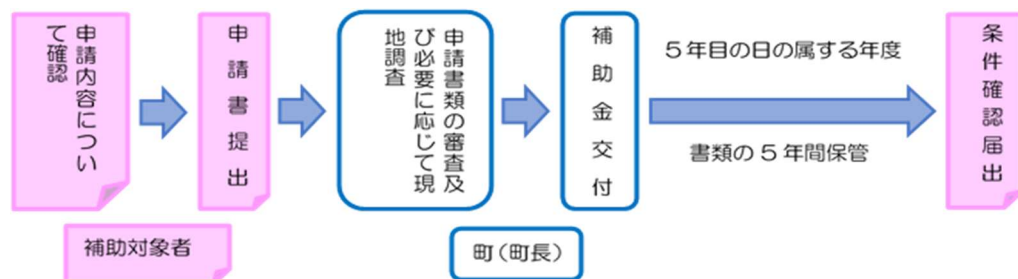 申請内容につい
て確認
申請書提出
申請書類の審査及
び必要に応じて現
地調査
補助金交付
5年目の日の属する年度
書類の5年間保管
条件確認届出
補助対象者
町（町長）